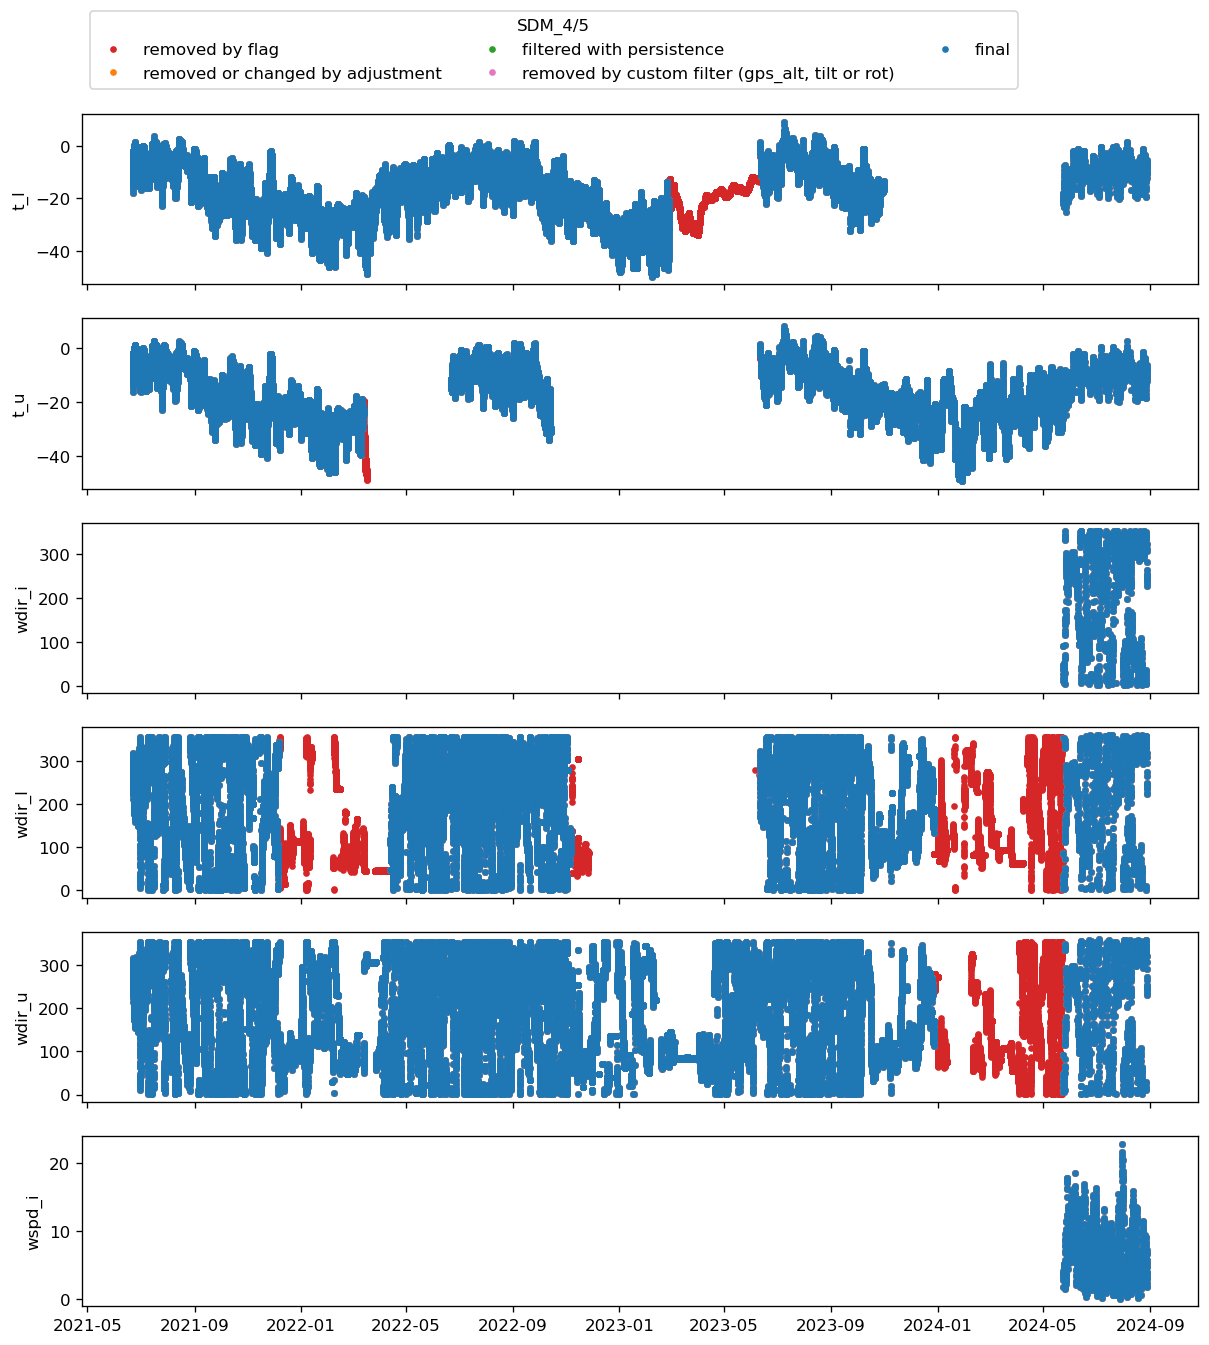 SDM_4/5
removed by flag
filtered with persistence
final
removed or changed by adjustment
removed by custom filter (gps_alt, tilt or rot)
t_l
0
−20
−40
t_u
0
−20
−40
wdir_i
300
200
100
0
wdir_l
300
200
100
0
wdir_u
300
200
100
0
wspd_i
20
10
0
2021-05 2021-09 2022-01 2022-05 2022-09 2023-01 2023-05 2023-09 2024-01 2024-05 2024-09